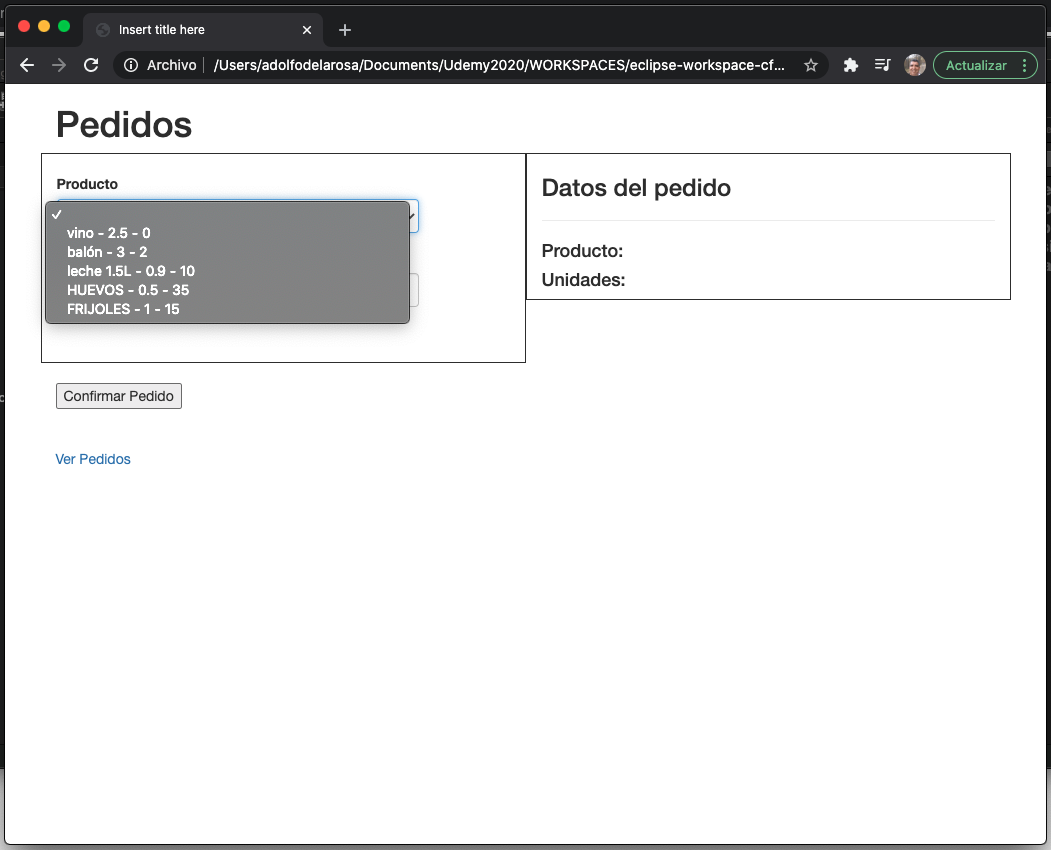 Insert title here
Archivo
/Users/adolfodelarosa/Documents/Udemy2020/WORKSPACES/eclipse-workspace-cf...
Actualizar
Pedidos
Producto
vino - 2.5 - 0
balón - 3 - 2
leche 1.5L - 0.9 - 10
HUEVOS - 0.5 - 35
FRIJOLES - 1 - 15
Datos del pedido
Producto:
Unidades:
Confirmar Pedido
Ver Pedidos